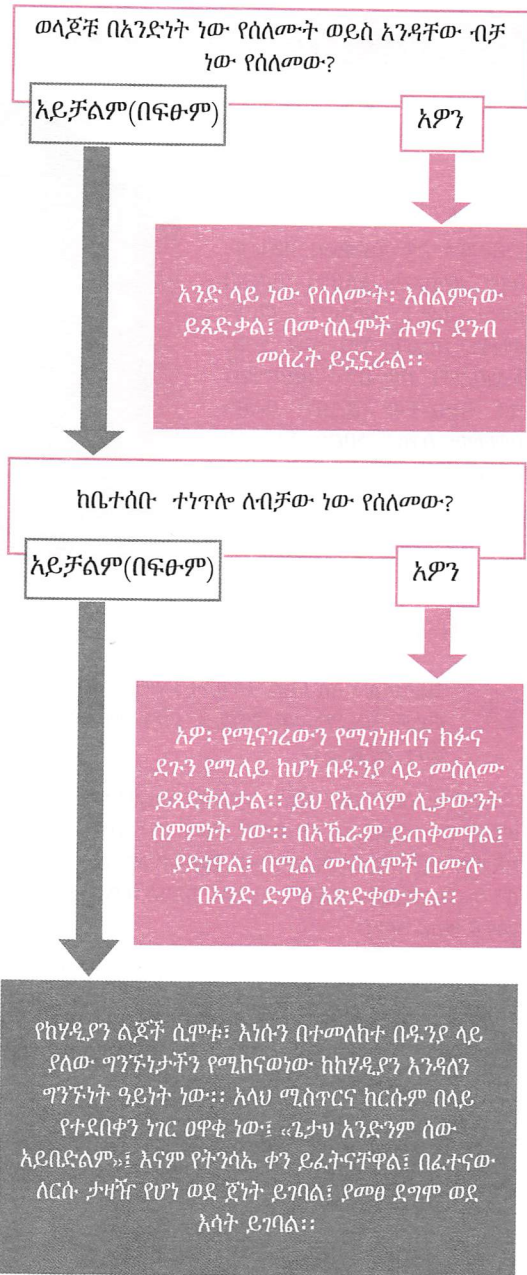 ወላጆቹ በአንድነት ነው የሰለሙት ወይስ አንዳቸው ብቻ
ነው የሰለመው?
አይቻልም(በፍፁም)
አዎን
አንድ ላይ ነው የሰለሙት፡ እስልምናው
ይጸድቃል፤ በሙስሊሞች ሕግና ደንብ
መሰረት ይኗኗራል፡፡
ከቤተሰቡ ተነጥሎ ለብቻው ነው የሰለመው?
አይቻልም(በፍፁም)
አዎን
አዎ፡ የሚናገረውን የሚገነዘብና ክፉና
ደጉን የሚለይ ከሆነ በዱንያ ላይ መስለሙ
ይጸድቅለታል፡፡ ይህ የኢስላም ሊቃውንት
ስምምነት ነው፡፡ በአኼራም ይጠቅመዋል፤
ያድነዋል፤ በሚል ሙስሊሞች በሙሉ
በአንድ ድምፅ አጽድቀውታል፡፡
የከሃዲያን ልጆች ሲሞቱ፣ እነሱን በተመለከተ በዱንያ ላይ
ያለው ግንኙነታችን የሚከናወነው ከከሃዲያን እንዳለን
ግንኙነት ዓይነት ነው፡፡ አላህ ሚስጥርና ከርሱም በላይ
የተደበቀን ነገር ዐዋቂ ነው፤ «ጌታህ አንድንም ሰው
አይበድልም»፤ እናም የትንሳኤ ቀን ይፈትናቸዋል፤ በፈተናው
ለርሱ ታዛዥ የሆነ ወደ ጀነት ይገባል፤ ያመፀ ደግሞ ወደ
እሳት ይገባል፡፡